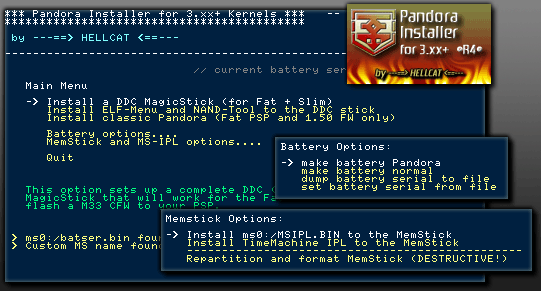 *** Pandora Installer for 3.xx+ Kernels *** --
****************************************
by ---==> HELLCAT <==---
// current battery ser
Main Menu
-> Install a DDC MagicStick (for Fat + Slim)
Install ELF-Menu and NAND-Tool to the DDC stick
Install classic Pandora (Fat PSP and 1.50 FW only)
Battery options....
MemStick and MS-IPL options....
Quit
This option sets up a complete DDC (
MagicStick that will work for the Fa
flash a M33 CFW to your PSP.
> ms0:/batser.bin foun
> Custom MS name foun
Pandora
Installer
for 3.xx+ •R4•
by ---==> HELLCAT <==---
Battery Options:
-> make battery Pandora
make battery normal
dump battery serial to file
set battery serial from file
Memstick Options:
-> Install ms0:/MSIPL.BIN to the MemStick
Install TimeMachine IPL to the MemStick
------------------------------------------------
Repartition and format MemStick (DESTRUCTIVE!)